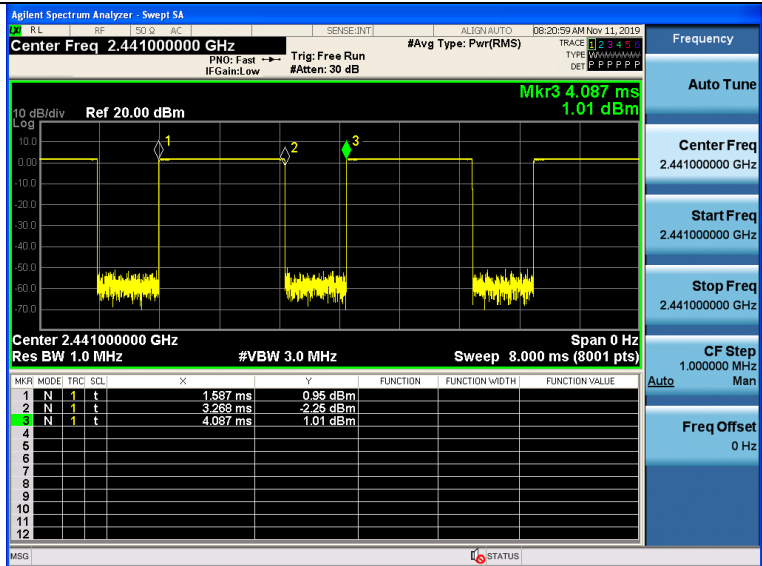 Agilent Spectrum Analyzer - Swept SA
LXI RL RF 50 Ω AC SENSE:INT ALIGN AUTO 08:20:59 AM Nov 11, 2019
Center Freq 2.441000000 GHz #Avg Type: Pwr(RMS) TRACE 1 2 3 4 5 6
PNO: Fast Trig: Free Run TYPE WWWWWW
IFGain:Low #Atten: 30 dB DET P P P P P P
Mkr3 4.087 ms
10 dB/div Ref 20.00 dBm 1.01 dBm
Log
10.0
0.00
-10.0
-20.0
-30.0
-40.0
-50.0
-60.0
-70.0
1
2
3
Center 2.441000000 GHz Span 0 Hz
Res BW 1.0 MHz #VBW 3.0 MHz Sweep 8.000 ms (8001 pts)
MKR MODE TRC SCL X Y FUNCTION FUNCTION WIDTH FUNCTION VALUE
1 N 1 t 1.587 ms 0.95 dBm
2 N 1 t 3.268 ms -2.25 dBm
3 N 1 t 4.087 ms 1.01 dBm
4
5
6
7
8
9
10
11
12
MSG STATUS
Frequency
Auto Tune
Center Freq
2.441000000 GHz
Start Freq
2.441000000 GHz
Stop Freq
2.441000000 GHz
CF Step
1.000000 MHz
Auto Man
Freq Offset
0 Hz